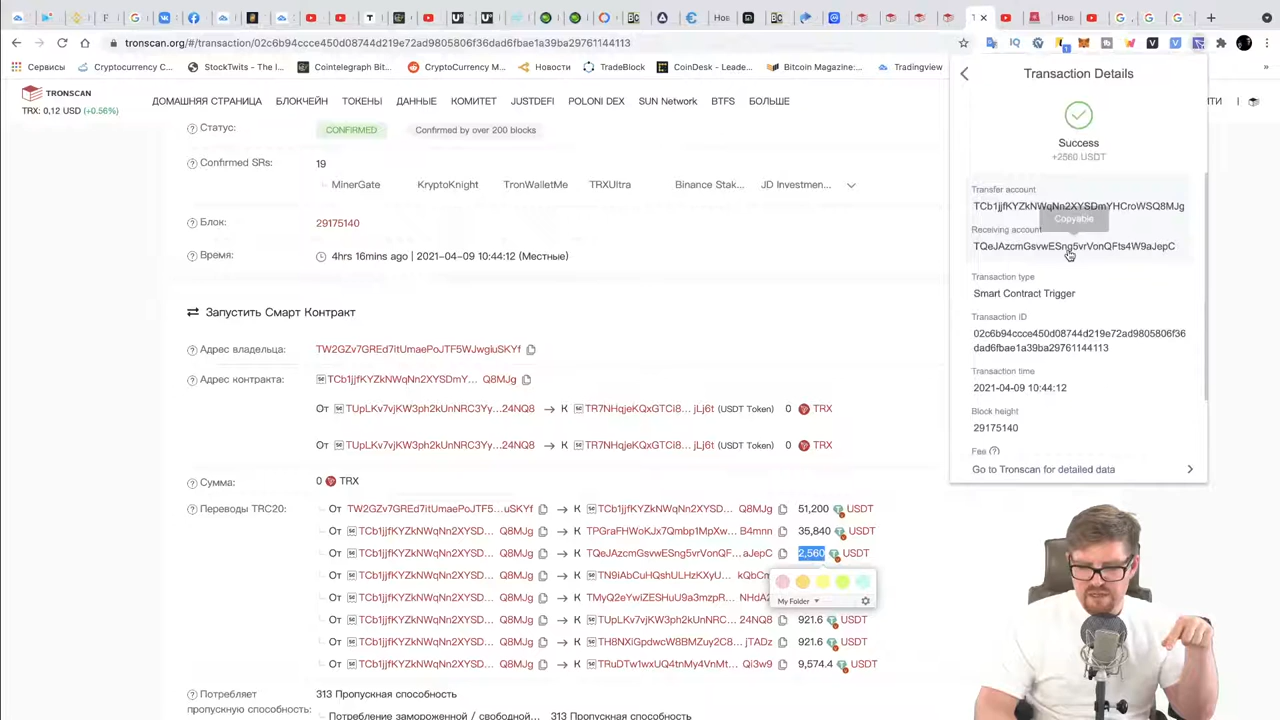 tronscan.org/#/transaction/02c6b94ccce450d08744d219e72ad9805806f36dad6fbae1a39ba29761144113
Сервисы
Cryptocurrency C...
StockTwits - The I...
Cointelegraph Bit...
CryptoCurrency M...
Новости
TradeBlock
CoinDesk - Leade...
Bitcoin Magazine:...
Tradingview
TRONSCAN
TRX: 0,12 USD (+0.56%)
ДОМАШНЯЯ СТРАНИЦА
БЛОКЧЕЙН
ТОКЕНЫ
ДАННЫЕ
КОМИТЕТ
JUSTDEFI
POLONI DEX
SUN Network
BTFS
БОЛЬШЕ
Статус:
CONFIRMED
Confirmed by over 200 blocks
Confirmed SRs:
19
MinerGate
KryptoKnight
TronWalletMe
TRXUltra
Binance Stak...
JD Investmen...
Блок:
29175140
Время:
4hrs 16mins ago | 2021-04-09 10:44:12 (Местные)
Запустить Смарт Контракт
Адрес владельца:
TW2GZv7GREd7itUmaePoJTF5WJwgiuSKYf
Адрес контракта:
TCb1jjfKYZkNWqNn2XYSDmY... Q8MJg
От TUpLKv7vjKW3ph2kUnNRC3Yy... 24NQ8 → К TR7NHqjeKQxGTCi8... jLj6t (USDT Token) 0 TRX
От TUpLKv7vjKW3ph2kUnNRC3Yy... 24NQ8 → К TR7NHqjeKQxGTCi8... jLj6t (USDT Token) 0 TRX
Сумма:
0 TRX
Переводы TRC20:
От TW2GZv7GREd7itUmaePoJTF5...uSKYf → К TCb1jjfKYZkNWqNn2XYSD... Q8MJg 51,200 USDT
От TCb1jjfKYZkNWqNn2XYSD... Q8MJg → К TPGraFHWoKJx7Qmbp1MpXw... B4mnn 35,840 USDT
От TCb1jjfKYZkNWqNn2XYSD... Q8MJg → К TQeJAzcmGsvwESng5vrVonQF... aJepC 2,560 USDT
От TCb1jjfKYZkNWqNn2XYSD... Q8MJg → К TN9iAbCuHQshULHzKXyU... kQbC
От TCb1jjfKYZkNWqNn2XYSD... Q8MJg → К TMyQ2eYwiZESHuU9a3mzpR... NHdA
My Folder
От TCb1jjfKYZkNWqNn2XYSD... Q8MJg → К TUpLKv7vjKW3ph2kUnNRC3... 24NQ8 921.6 USDT
От TCb1jjfKYZkNWqNn2XYSD... Q8MJg → К TH8NXiGpdwcW8BMZuy2C8... jTADz 921.6 USDT
От TCb1jjfKYZkNWqNn2XYSD... Q8MJg → К TRuDTw1wxUQ4tnMy4VnMt... Qi3w9 9,574.4 USDT
Потребляет
пропускную способность:
313 Пропускная способность
Потребление замороженной / свободной... 313 Пропускная способность
Transaction Details
Success
+2560 USDT
Transfer account
TCb1jjfKYZkNWqNn2XYSDmYHCroWSQ8MJg
Copyable
Receiving account
TQeJAzcmGsvwESng5vrVonQFts4W9aJepC
Transaction type
Smart Contract Trigger
Transaction ID
02c6b94ccce450d08744d219e72ad9805806f36
dad6fbae1a39ba29761144113
Transaction time
2021-04-09 10:44:12
Block height
29175140
Fee
Go to Tronscan for detailed data